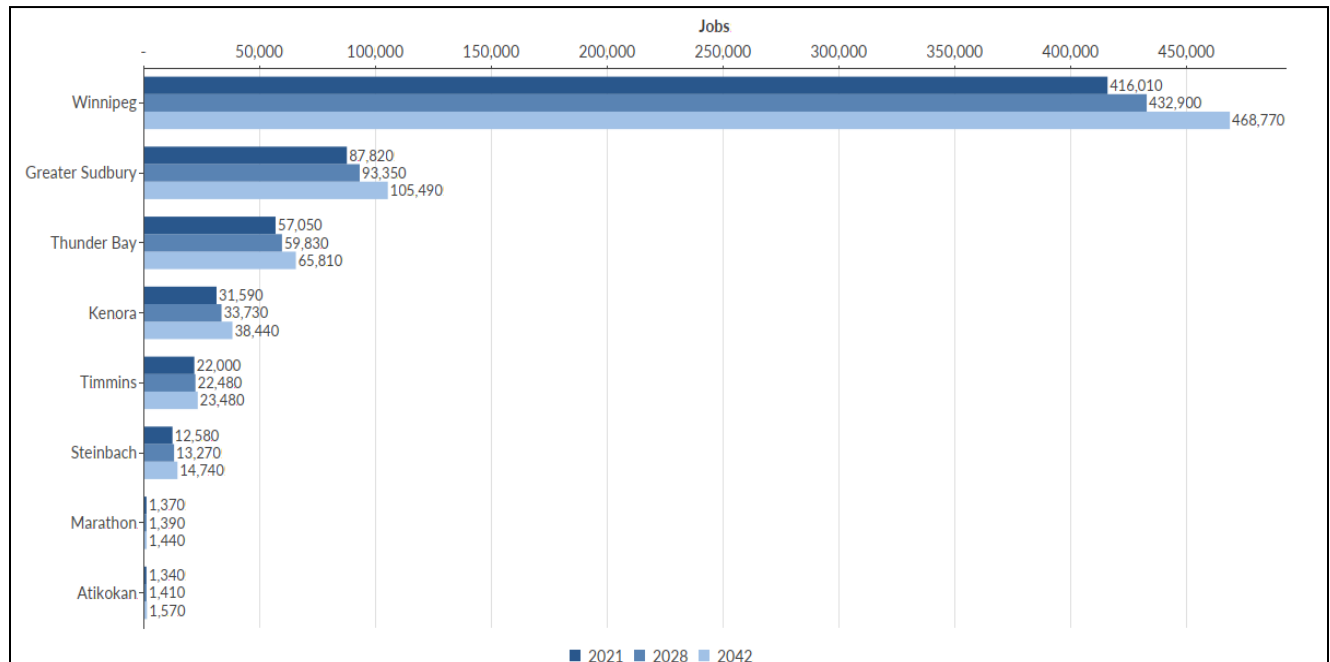 Jobs
- 50,000 100,000 150,000 200,000 250,000 300,000 350,000 400,000 450,000
Winnipeg
416,010
432,900
468,770
Greater Sudbury
87,820
93,350
105,490
Thunder Bay
57,050
59,830
65,810
Kenora
31,590
33,730
38,440
Timmins
22,000
22,480
23,480
Steinbach
12,580
13,270
14,740
Marathon
1,370
1,390
1,440
Atikokan
1,340
1,410
1,570
2021 2028 2042